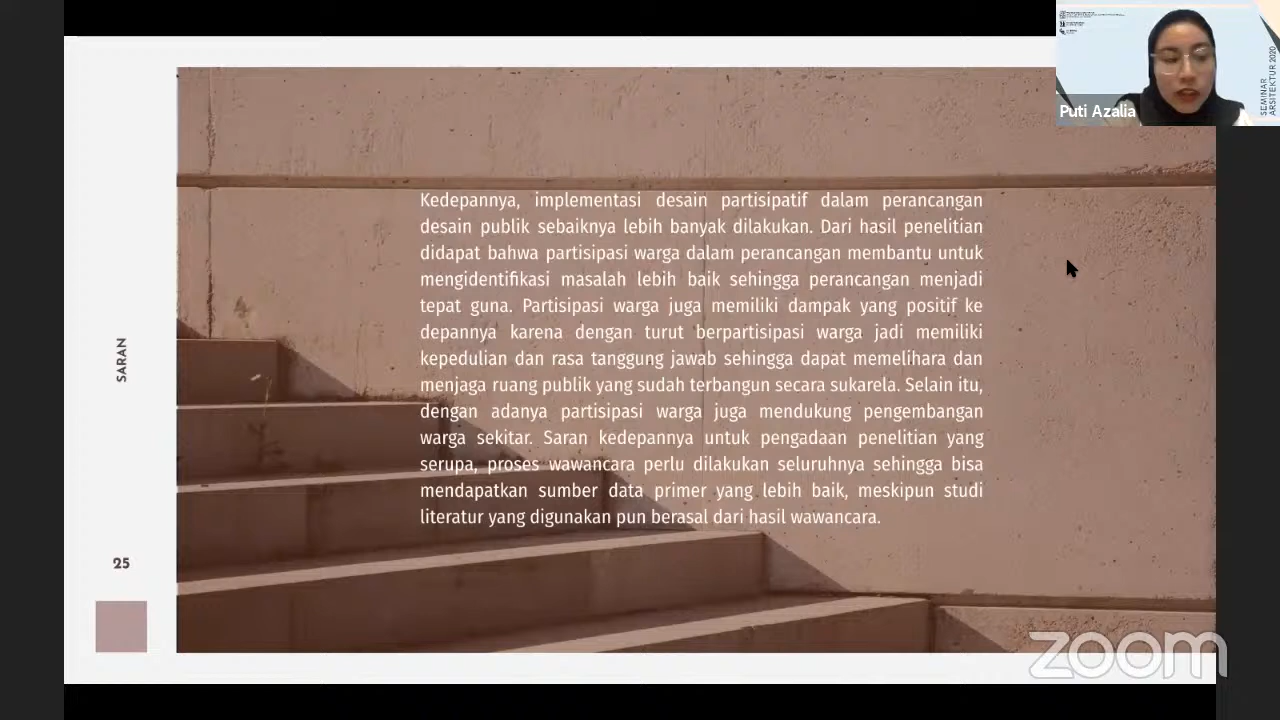 SEMINAR
ARSITEKTUR 2020
Puti Azalia
Kedepannya, implementasi desain partisipatif dalam perancangan
desain publik sebaiknya lebih banyak dilakukan. Dari hasil penelitian
didapat bahwa partisipasi warga dalam perancangan membantu untuk
mengidentifikasi masalah lebih baik sehingga perancangan menjadi
tepat guna. Partisipasi warga juga memiliki dampak yang positif ke
depannya karena dengan turut berpartisipasi warga jadi memiliki
kepedulian dan rasa tanggung jawab sehingga dapat memelihara dan
menjaga ruang publik yang sudah terbangun secara sukarela. Selain itu,
dengan adanya partisipasi warga juga mendukung pengembangan
warga sekitar. Saran kedepannya untuk pengadaan penelitian yang
serupa, proses wawancara perlu dilakukan seluruhnya sehingga bisa
mendapatkan sumber data primer yang lebih baik, meskipun studi
literatur yang digunakan pun berasal dari hasil wawancara.
SARAN
25
zoom